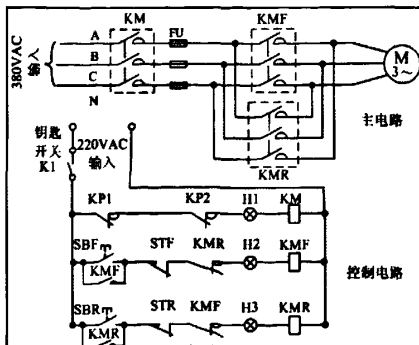 KM
FU
KMF
380VAC
输入
A
B
C
N
M
3~
主电路
KMR
钥匙
开关
K1
220VAC
输入
KP1
KP2
H1
KM
SBF
KMF
STF
KMR
H2
KMF
控制电路
SBR
KMR
STR
KMF
H3
KMR